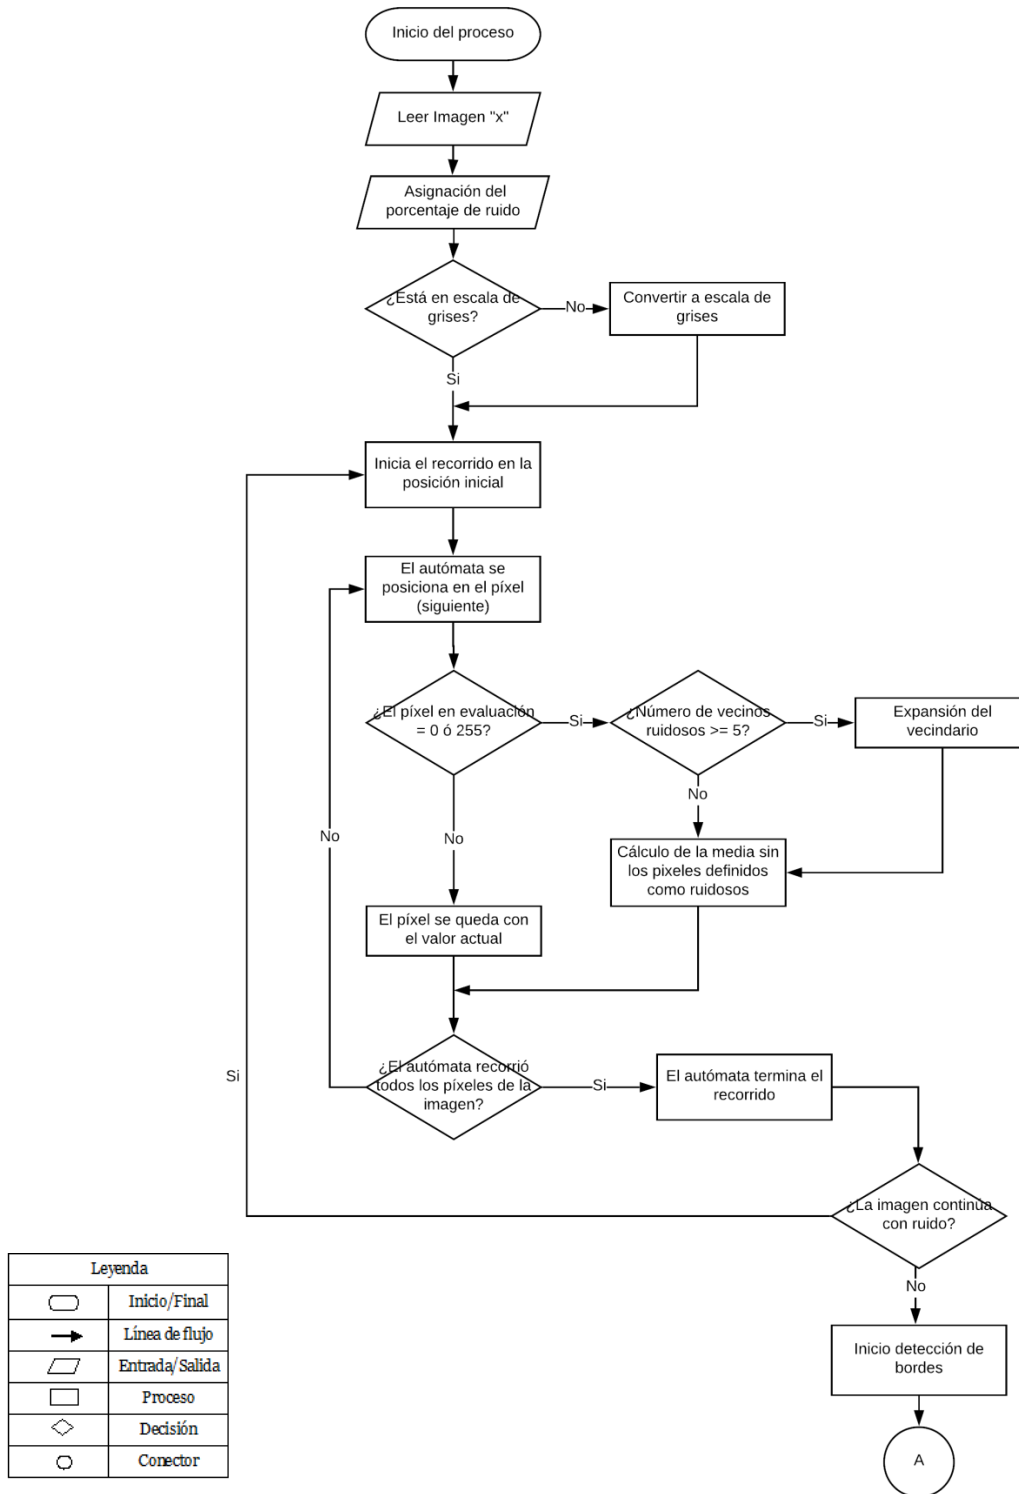 Inicio del proceso
Leer Imagen "x"
Asignación del
porcentaje de ruido
¿Está en escala de
grises?
No
Convertir a escala de
grises
Si
Inicia el recorrido en la
posición inicial
El autómata se
posiciona en el píxel
(siguiente)
¿El píxel en evaluación
= 0 ó 255?
Si
¿Número de vecinos
ruidosos >= 5?
Si
Expansión del
vecindario
No
No
No
Cálculo de la media sin
los pixeles definidos
como ruidosos
El píxel se queda con
el valor actual
¿El autómata recorrió
todos los píxeles de la
imagen?
Si
El autómata termina el
recorrido
Si
¿La imagen continúa
con ruido?
No
Inicio detección de
bordes
A
Leyenda
Inicio/Final
Línea de flujo
Entrada/Salida
Proceso
Decisión
Conector